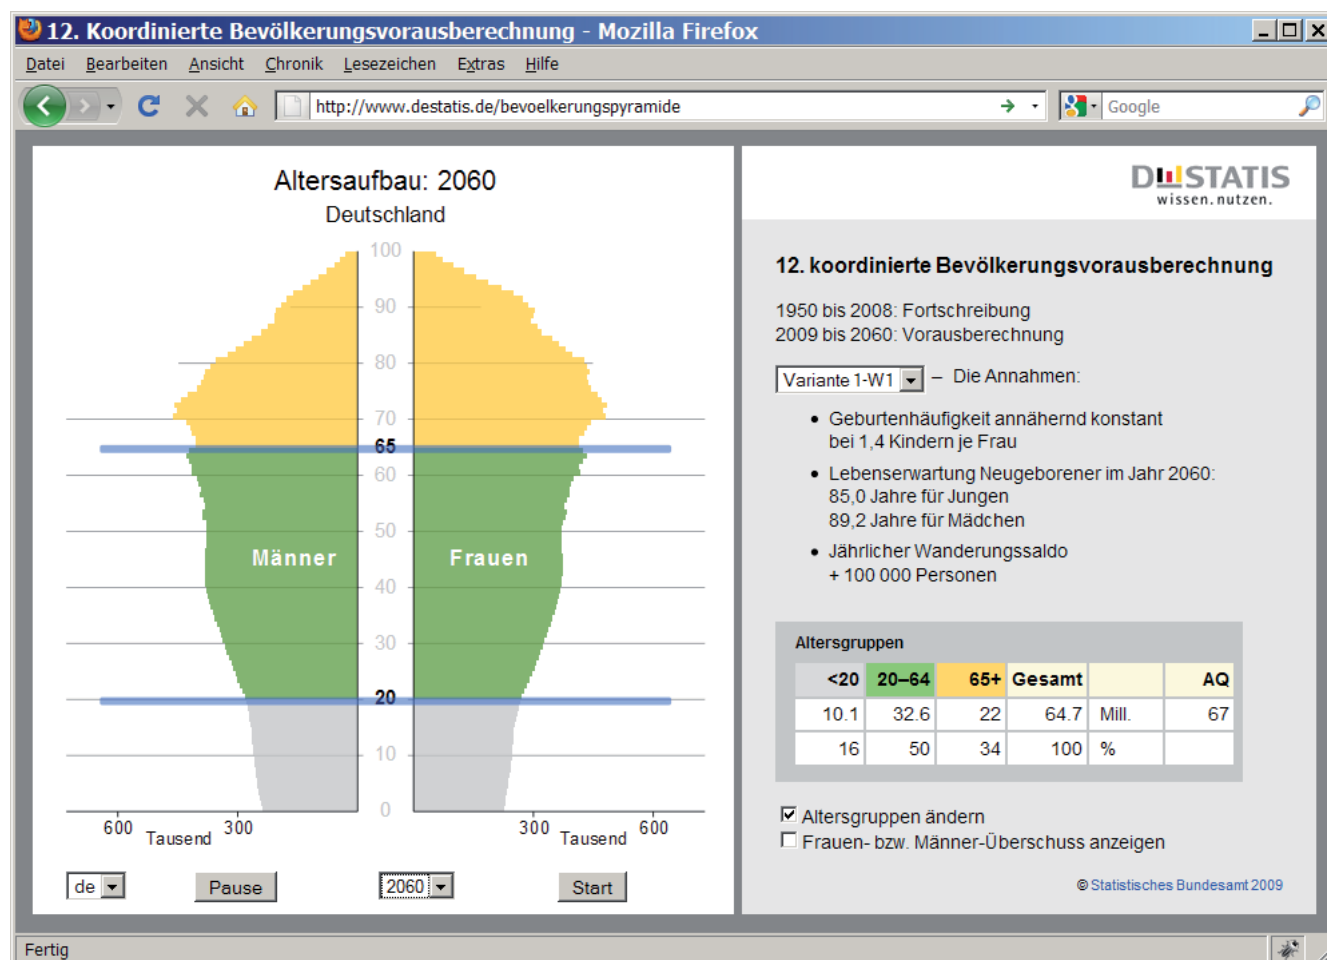 12. Koordinierte Bevölkerungsvorausberechnung - Mozilla Firefox
Datei Bearbeiten Ansicht Chronik Lesezeichen Extras Hilfe
http://www.destatis.de/bevoelkerungspyramide
Google
Altersaufbau: 2060
Deutschland
100
90
80
70
65
60
50
Männer
Frauen
40
30
20
10
0
600 Tausend 300
300 Tausend 600
de
Pause
2060
Start
DESTATIS
wissen.nutzen.
12. koordinierte Bevölkerungsvorausberechnung
1950 bis 2008: Fortschreibung
2009 bis 2060: Vorausberechnung
Variante 1-W1 – Die Annahmen:
• Geburtenhäufigkeit annähernd konstant
bei 1,4 Kindern je Frau
• Lebenserwartung Neugeborener im Jahr 2060:
85,0 Jahre für Jungen
89,2 Jahre für Mädchen
• Jährlicher Wanderungssaldo
+ 100 000 Personen
Altersgruppen
<20 20–64 65+ Gesamt AQ
10.1 32.6 22 64.7 Mill. 67
16 50 34 100 %
Altersgruppen ändern
Frauen- bzw. Männer-Überschuss anzeigen
© Statistisches Bundesamt 2009
Fertig